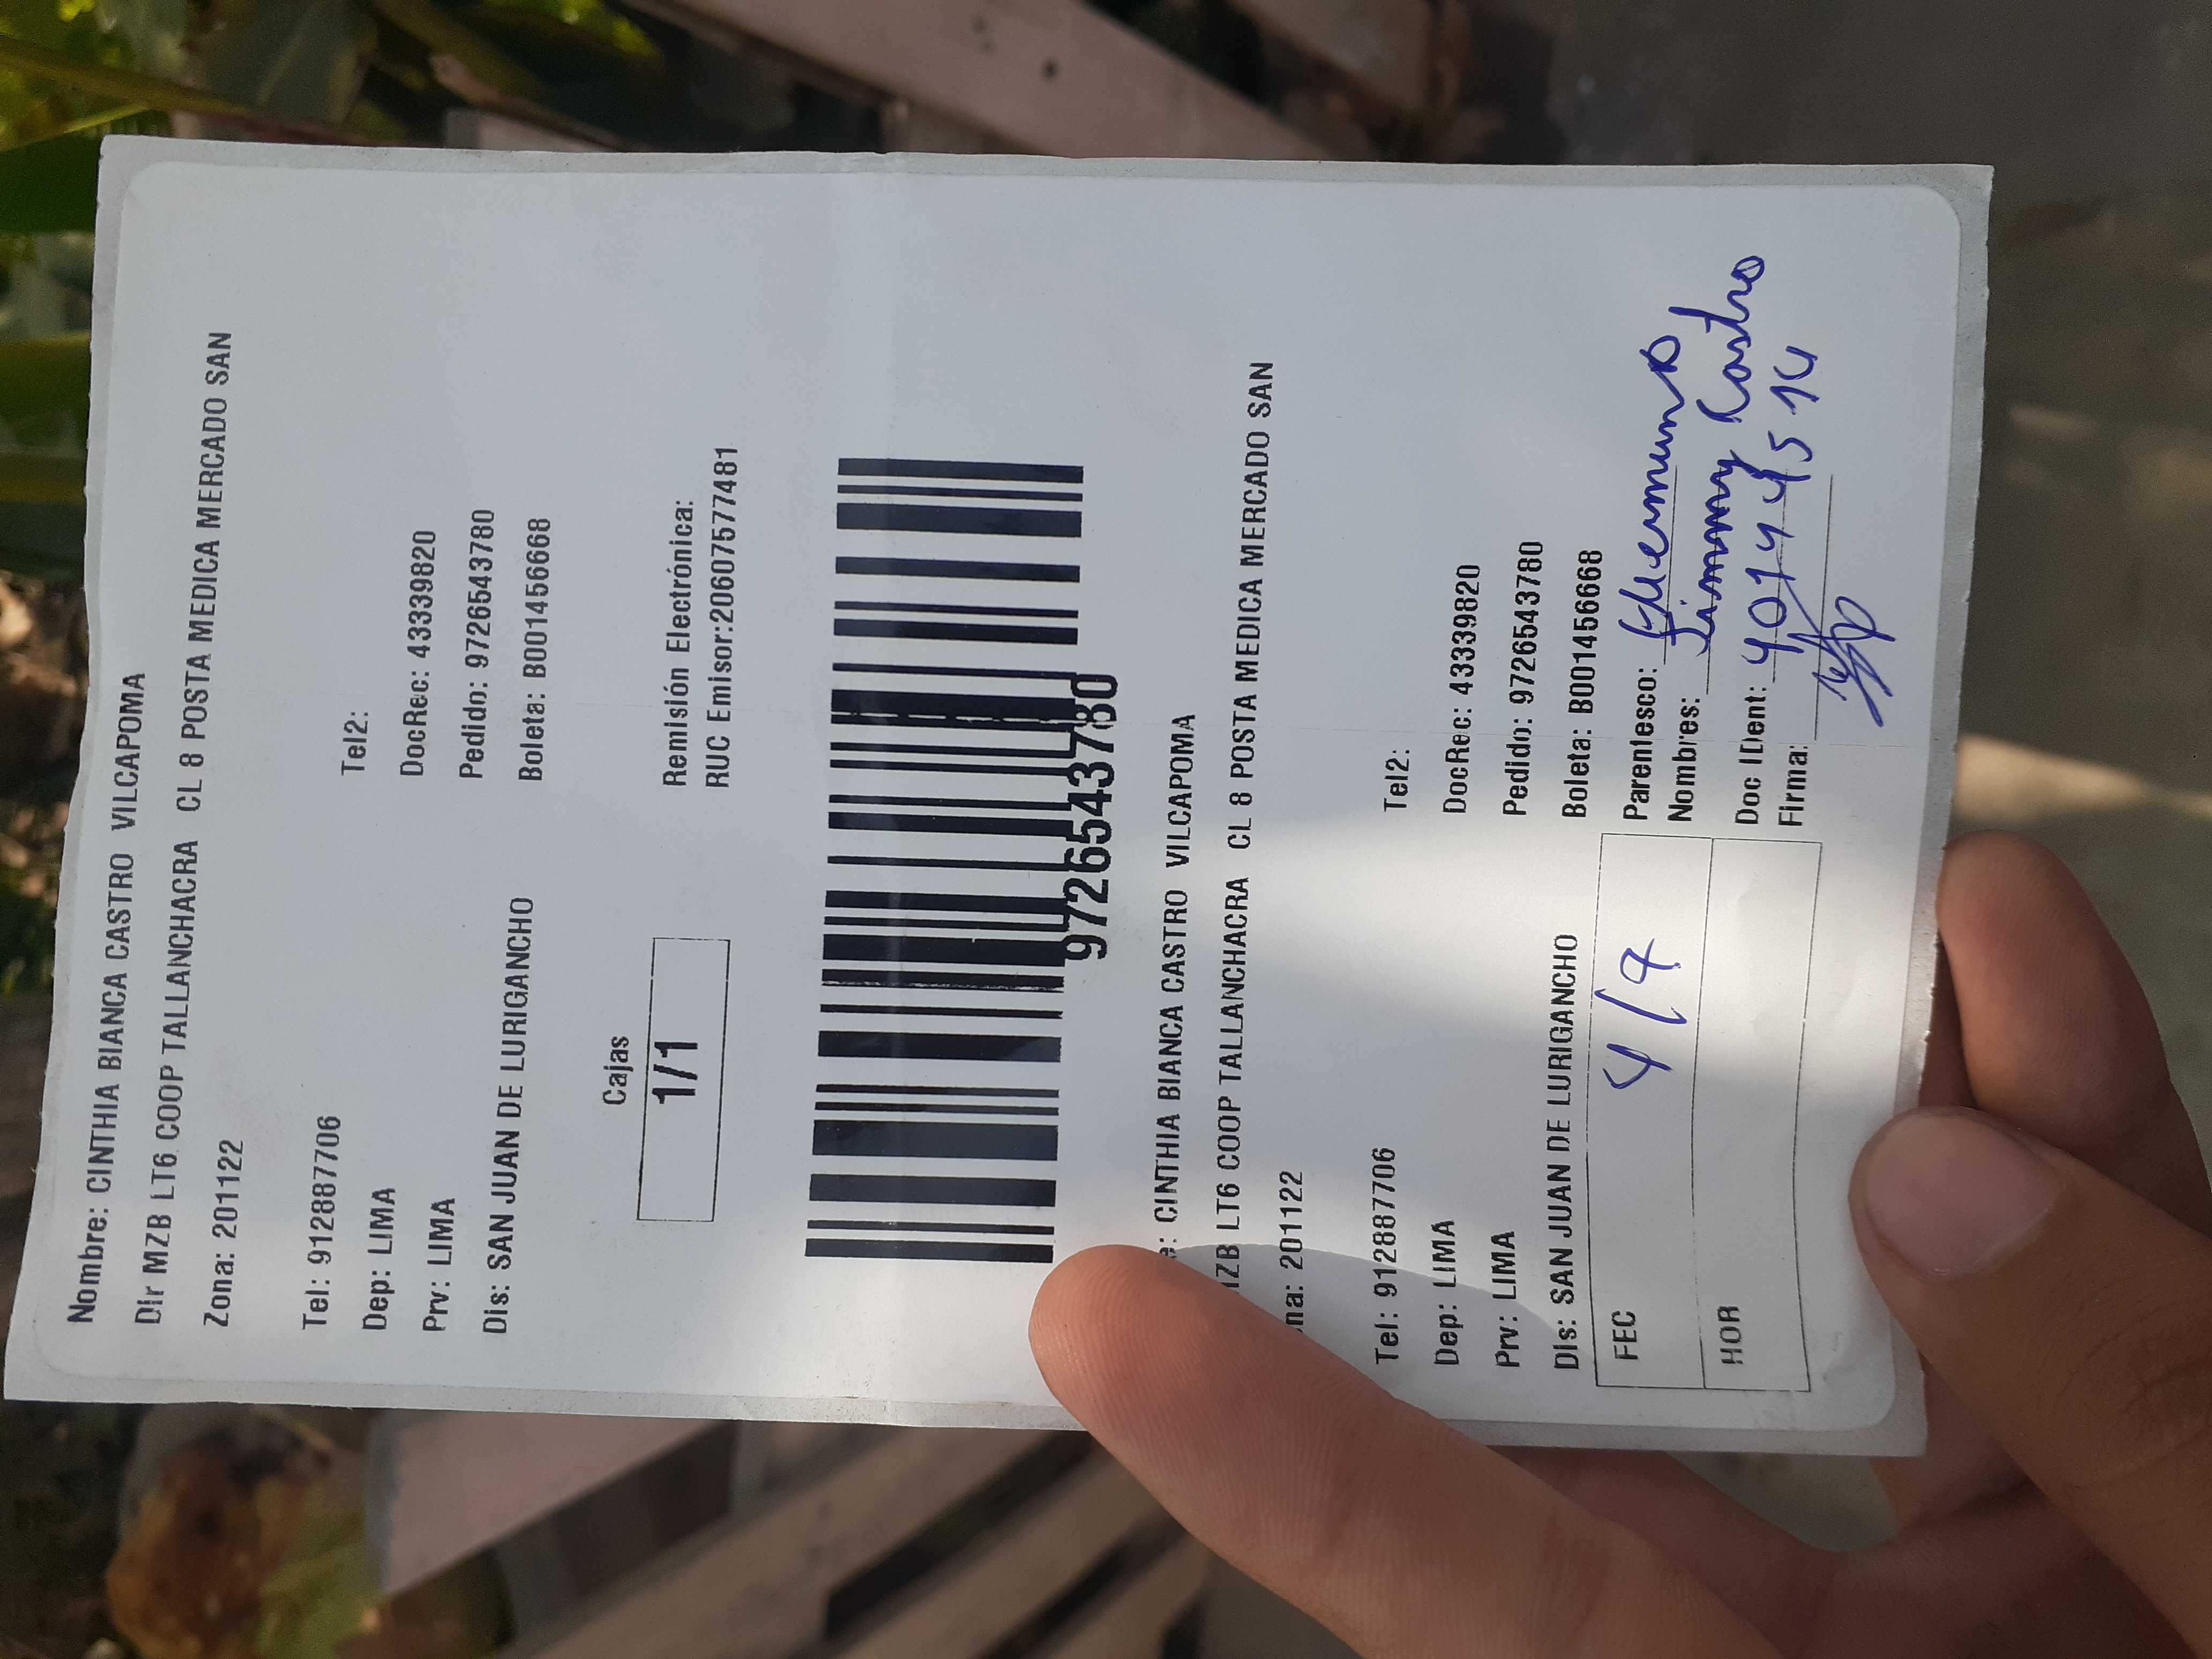 Nombre: CINTHIA BIANCA CASTRO VILCAPOMA
Dir MZB LT6 COOP TALLANCHACRA CL 8 POSTA MEDICA MERCADO SAN
Zona: 201122
Tel: 912887706 Tel2:
Dep: LIMA DocRec: 43339820
Prv: LIMA Pedido: 9726543780
Dis: SAN JUAN DE LURIGANCHO Boleta: B001456668
Cajas
1/1
Remisión Electrónica:
RUC Emisor:20607577481
9726543780
e: CINTHIA BIANCA CASTRO VILCAPOMA
MZB LT6 COOP TALLANCHACRA CL 8 POSTA MEDICA MERCADO SAN
na: 201122
Tel: 912887706 Tel2:
Dep: LIMA DocRec: 43339820
Prv: LIMA Pedido: 9726543780
Dis: SAN JUAN DE LURIGANCHO Boleta: B001456668
FEC Parentesco:
Nombres: Jimmy Castro
HOR Doc IDent:
Firma: